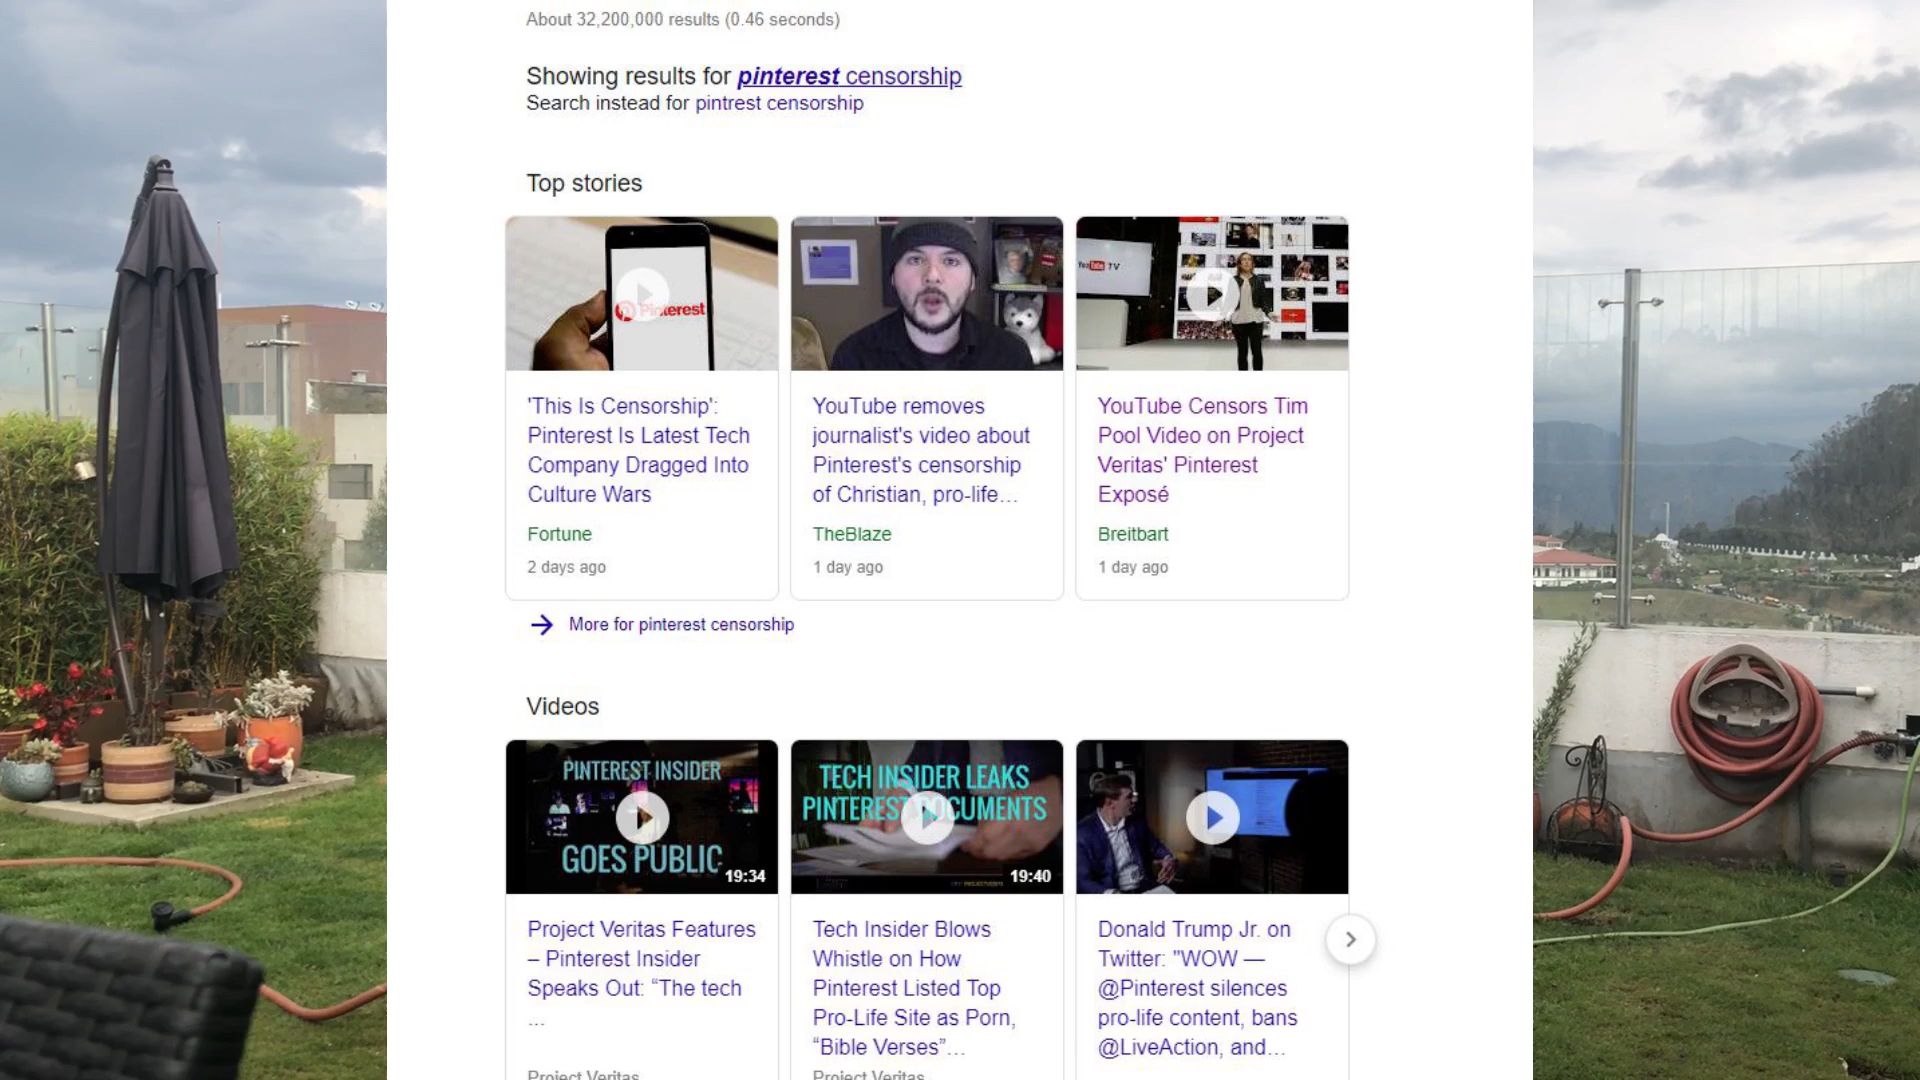 About 32,200,000 results (0.46 seconds)
Showing results for pinterest censorship
Search instead for pintrest censorship
Top stories
Pinterest
YouTube TV
'This Is Censorship':
Pinterest Is Latest Tech
Company Dragged Into
Culture Wars
Fortune
2 days ago
YouTube removes
journalist's video about
Pinterest's censorship
of Christian, pro-life...
TheBlaze
1 day ago
YouTube Censors Tim
Pool Video on Project
Veritas' Pinterest
Exposé
Breitbart
1 day ago
More for pinterest censorship
Videos
PINTEREST INSIDER
GOES PUBLIC
19:34
TECH INSIDER LEAKS
PINTEREST DOCUMENTS
19:40
Project Veritas Features
– Pinterest Insider
Speaks Out: “The tech
...
Project Veritas
Tech Insider Blows
Whistle on How
Pinterest Listed Top
Pro-Life Site as Porn,
“Bible Verses”...
Project Veritas
Donald Trump Jr. on
Twitter: "WOW —
@Pinterest silences
pro-life content, bans
@LiveAction, and...